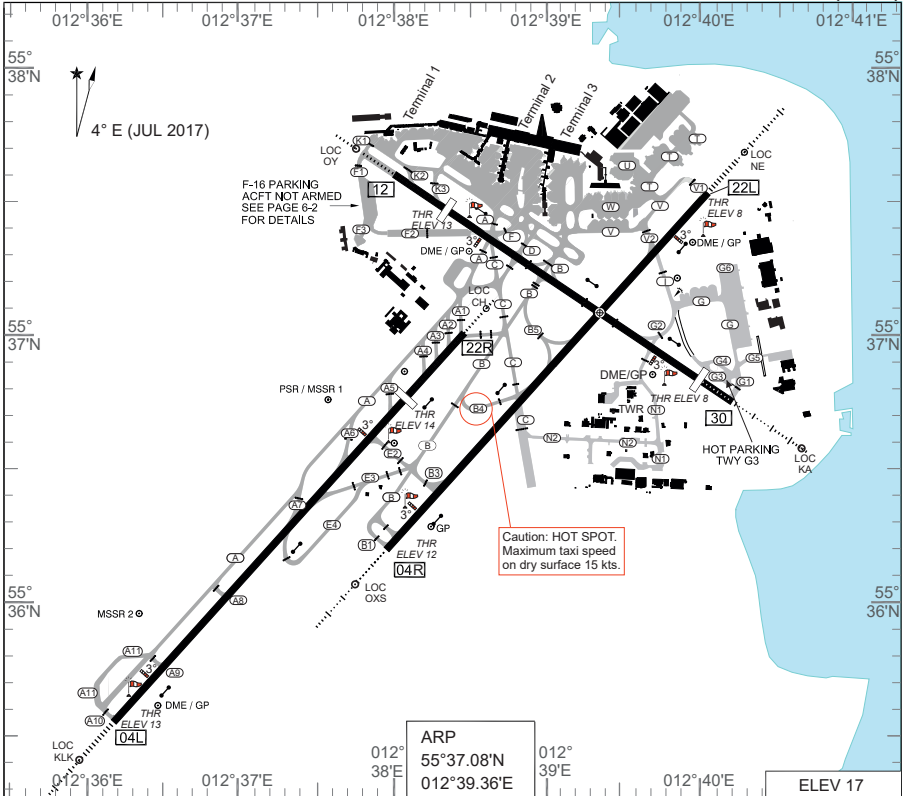 012°36'E
012°37'E
012°38'E
012°39'E
012°40'E
012°41'E
55°
38'N
55°
38'N
4° E (JUL 2017)
Terminal 1
Terminal 2
Terminal 3
LOC
OY
K1
F1
K2
K3
12
F-16 PARKING
ACFT NOT ARMED
SEE PAGE 6-2
FOR DETAILS
THR
ELEV 13
F3
F2
A
F
D
B
3°
DME / GP
A
C
U
T
W
V
V
V1
V2
LOC
NE
22L
THR
ELEV 8
3°
DME / GP
G6
G
G
G2
G4
G5
G3
G1
LOC
CH
A1
A2
A3
A4
C
B
B5
B
C
22R
55°
37'N
55°
37'N
PSR / MSSR 1
A5
A
THR
ELEV 14
B4
3°
DME/GP
THR ELEV 8
TWR
N1
30
HOT PARKING
TWY G3
LOC
KA
A6
3°
E2
B
C
N2
N2
N1
E3
B3
A7
E4
B
3°
GP
B1
THR
ELEV 12
04R
Caution: HOT SPOT.
Maximum taxi speed
on dry surface 15 kts.
A
LOC
OXS
A8
55°
36'N
55°
36'N
MSSR 2
A11
3°
A9
A11
DME / GP
A10
THR
ELEV 13
04L
LOC
KLK
ARP
55°37.08'N
012°39.36'E
012°36'E
012°37'E
012°
38'E
012°
39'E
012°40'E
ELEV 17